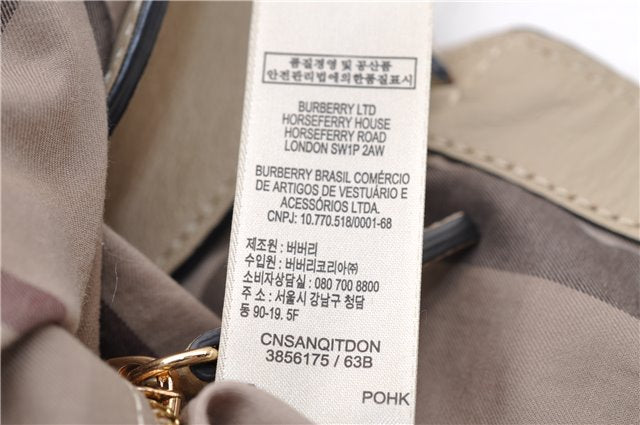 품질경영 및 공산품
안전관리법에의한품질표시
BURBERRY LTD
HORSEFERRY HOUSE
HORSEFERRY ROAD
LONDON SW1P 2AW
BURBERRY BRASIL COMÉRCIO
DE ARTIGOS DE VESTUÁRIO E
ACESSÓRIOS LTDA.
CNPJ: 10.770.518/0001-68
제조원 : 버버리
수입원 : 버버리코리아㈜
소비자상담실 : 080 700 8800
주 소 : 서울시 강남구 청담
동 90-19. 5F
CNSANQITDON
3856175 / 63B
POHK